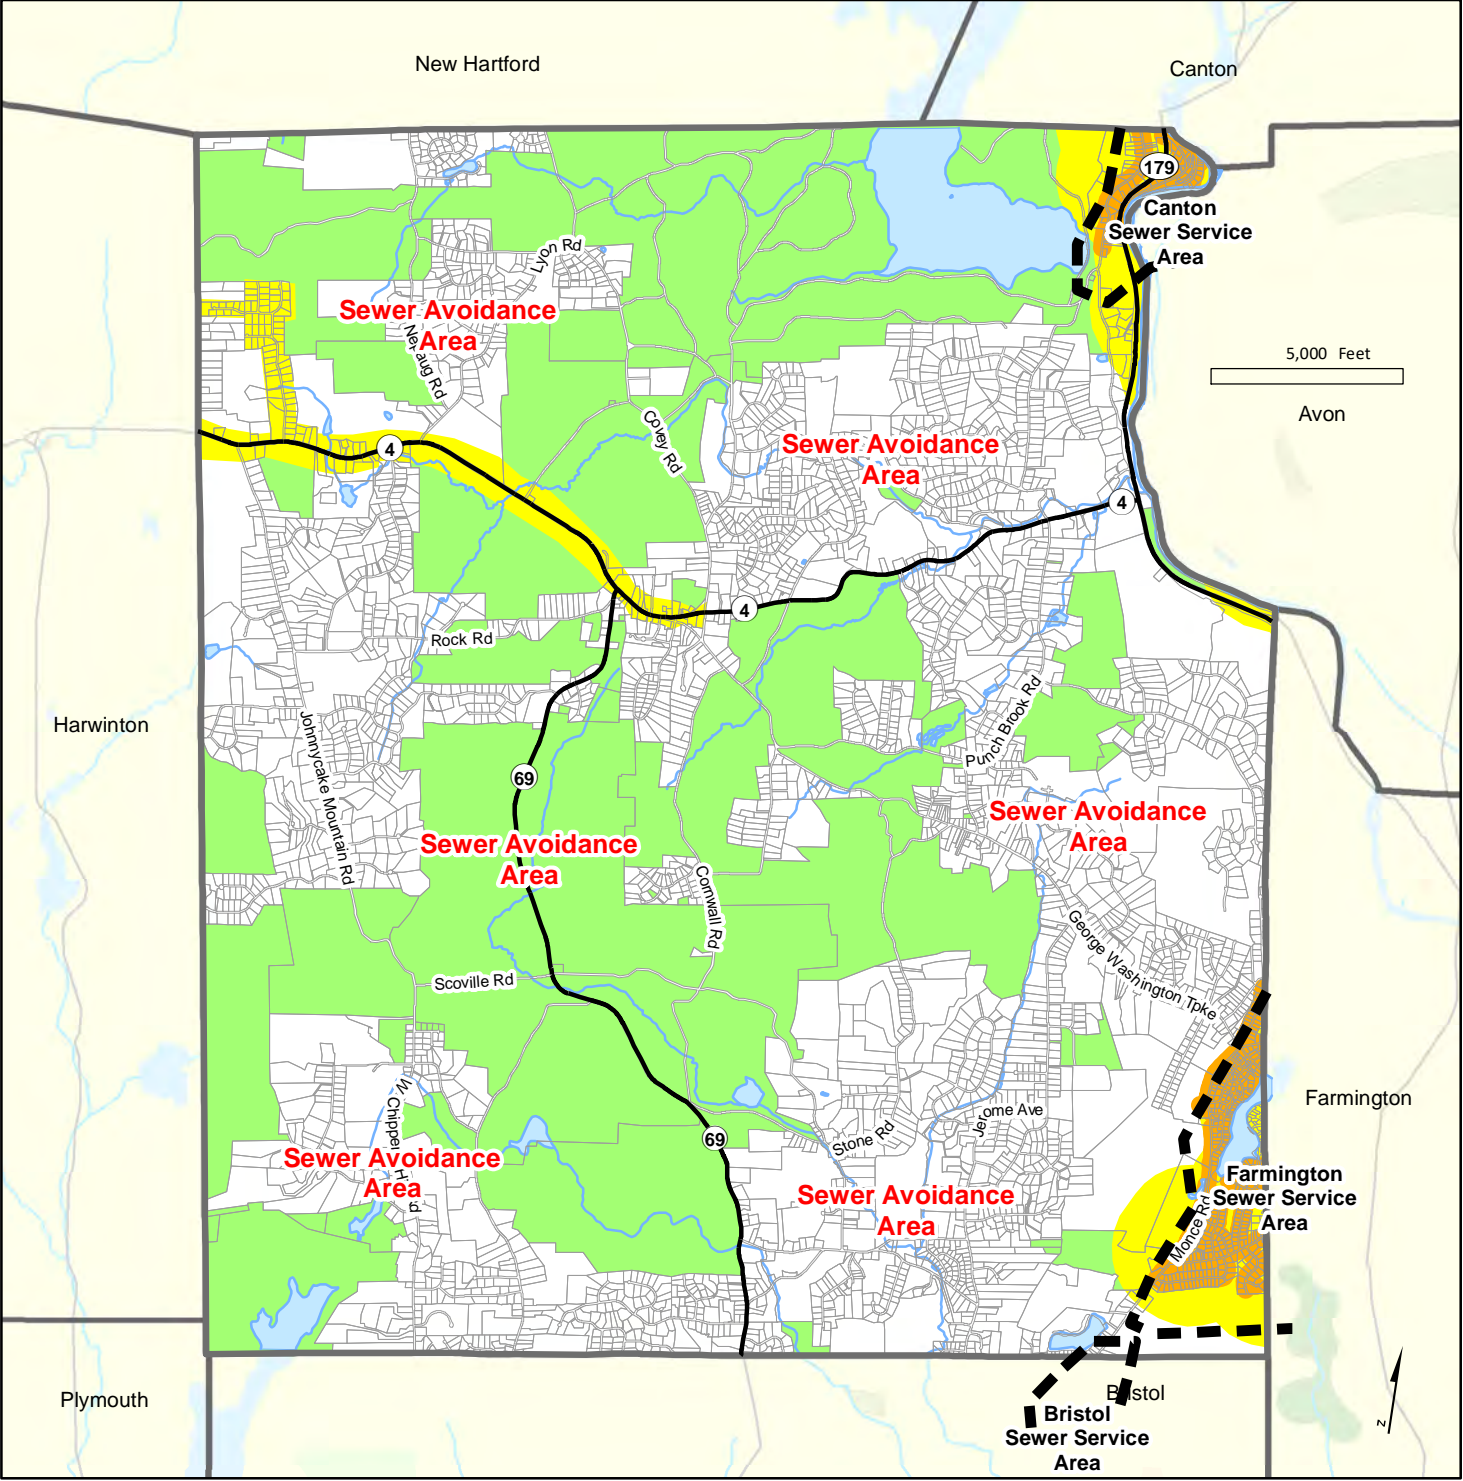 New Hartford
Canton
179
Canton
Sewer Service
Area
Lyon Rd
Sewer Avoidance
Area
Nepaug Rd
5,000 Feet
Avon
Covey Rd
Sewer Avoidance
Area
4
4
4
Rock Rd
Harwinton
Johnnycake Mountain Rd
Punch Brook Rd
69
Sewer Avoidance
Area
Sewer Avoidance
Area
Cornwall Rd
George Washington Tpke
Scoville Rd
Farmington
Jerome Ave
Stone Rd
69
W Chippen Hill Rd
Sewer Avoidance
Area
Sewer Avoidance
Area
Farmington
Sewer Service
Area
Monce Rd
Plymouth
Bristol
Bristol
Sewer Service
Area
z